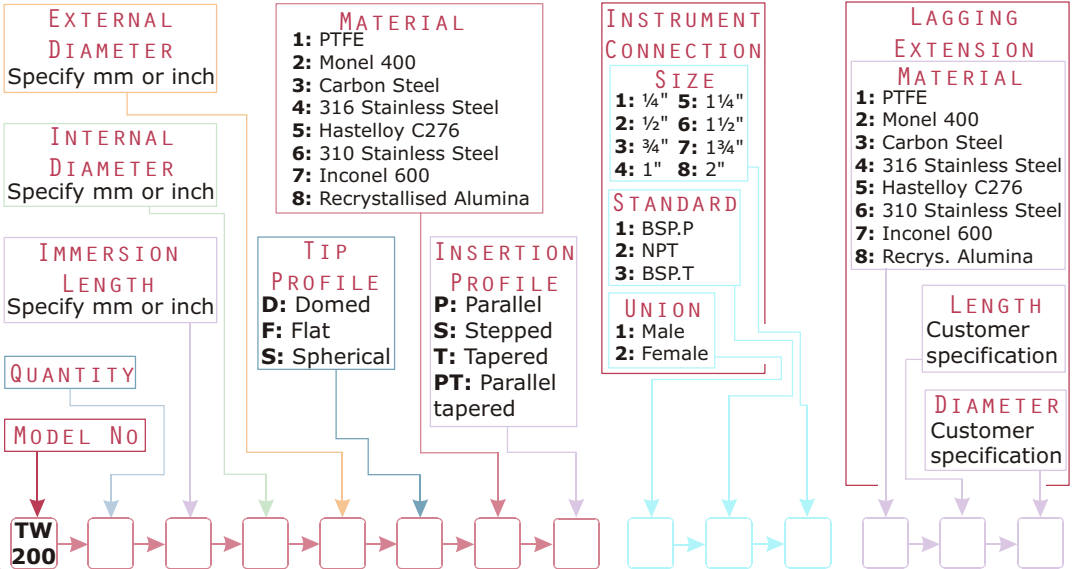 External
Diameter
Specify mm or inch
Internal
Diameter
Specify mm or inch
Immersion
Length
Specify mm or inch
Quantity
Model No
Material
1: PTFE
2: Monel 400
3: Carbon Steel
4: 316 Stainless Steel
5: Hastelloy C276
6: 310 Stainless Steel
7: Inconel 600
8: Recrystallised Alumina
Tip
Profile
D: Domed
F: Flat
S: Spherical
Insertion
Profile
P: Parallel
S: Stepped
T: Tapered
PT: Parallel
tapered
Instrument
Connection
Size
1: ¼" 5: 1¼"
2: ½" 6: 1½"
3: ¾" 7: 1¾"
4: 1" 8: 2"
Standard
1: BSP.P
2: NPT
3: BSP.T
Union
1: Male
2: Female
Lagging
Extension
Material
1: PTFE
2: Monel 400
3: Carbon Steel
4: 316 Stainless Steel
5: Hastelloy C276
6: 310 Stainless Steel
7: Inconel 600
8: Recrys. Alumina
Length
Customer
specification
Diameter
Customer
specification
TW
200